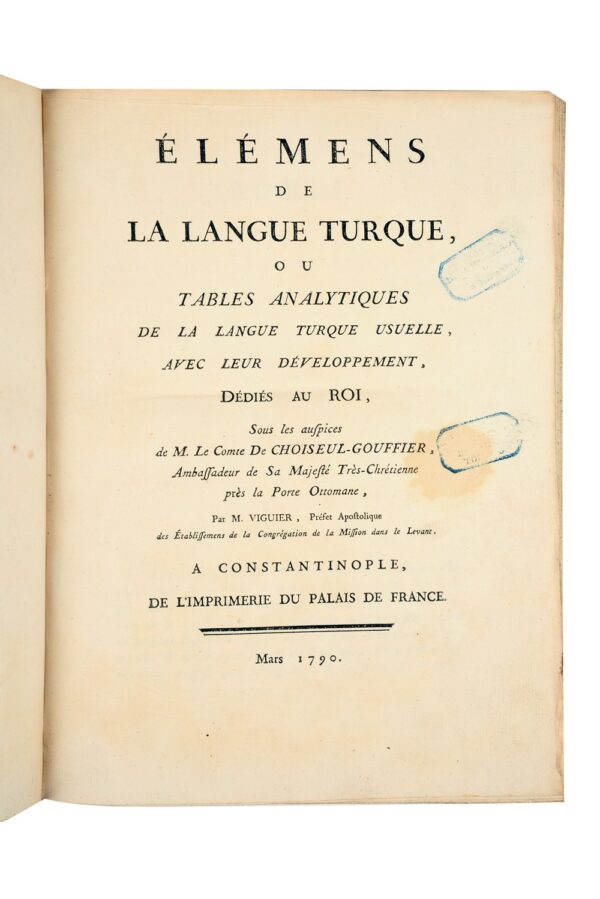 ÉLÉMENS
DE
LA LANGUE TURQUE,
OU
TABLES ANALYTIQUES
DE LA LANGUE TURQUE USUELLE,
AVEC LEUR DÉVELOPPEMENT,
DÉDIÉS AU ROI,
Sous les auſpices
de M. Le Comte De CHOISEUL-GOUFFIER,
Ambaſſadeur de Sa Majeſté Très-Chrétienne
près la Porte Ottomane,
Par M. VIGUIER, Préfet Apoſtolique
des Établiſſemens de la Congrégation de la Miſſion dans le Levant.
A CONSTANTINOPLE,
DE L'IMPRIMERIE DU PALAIS DE FRANCE.
Mars 1790.